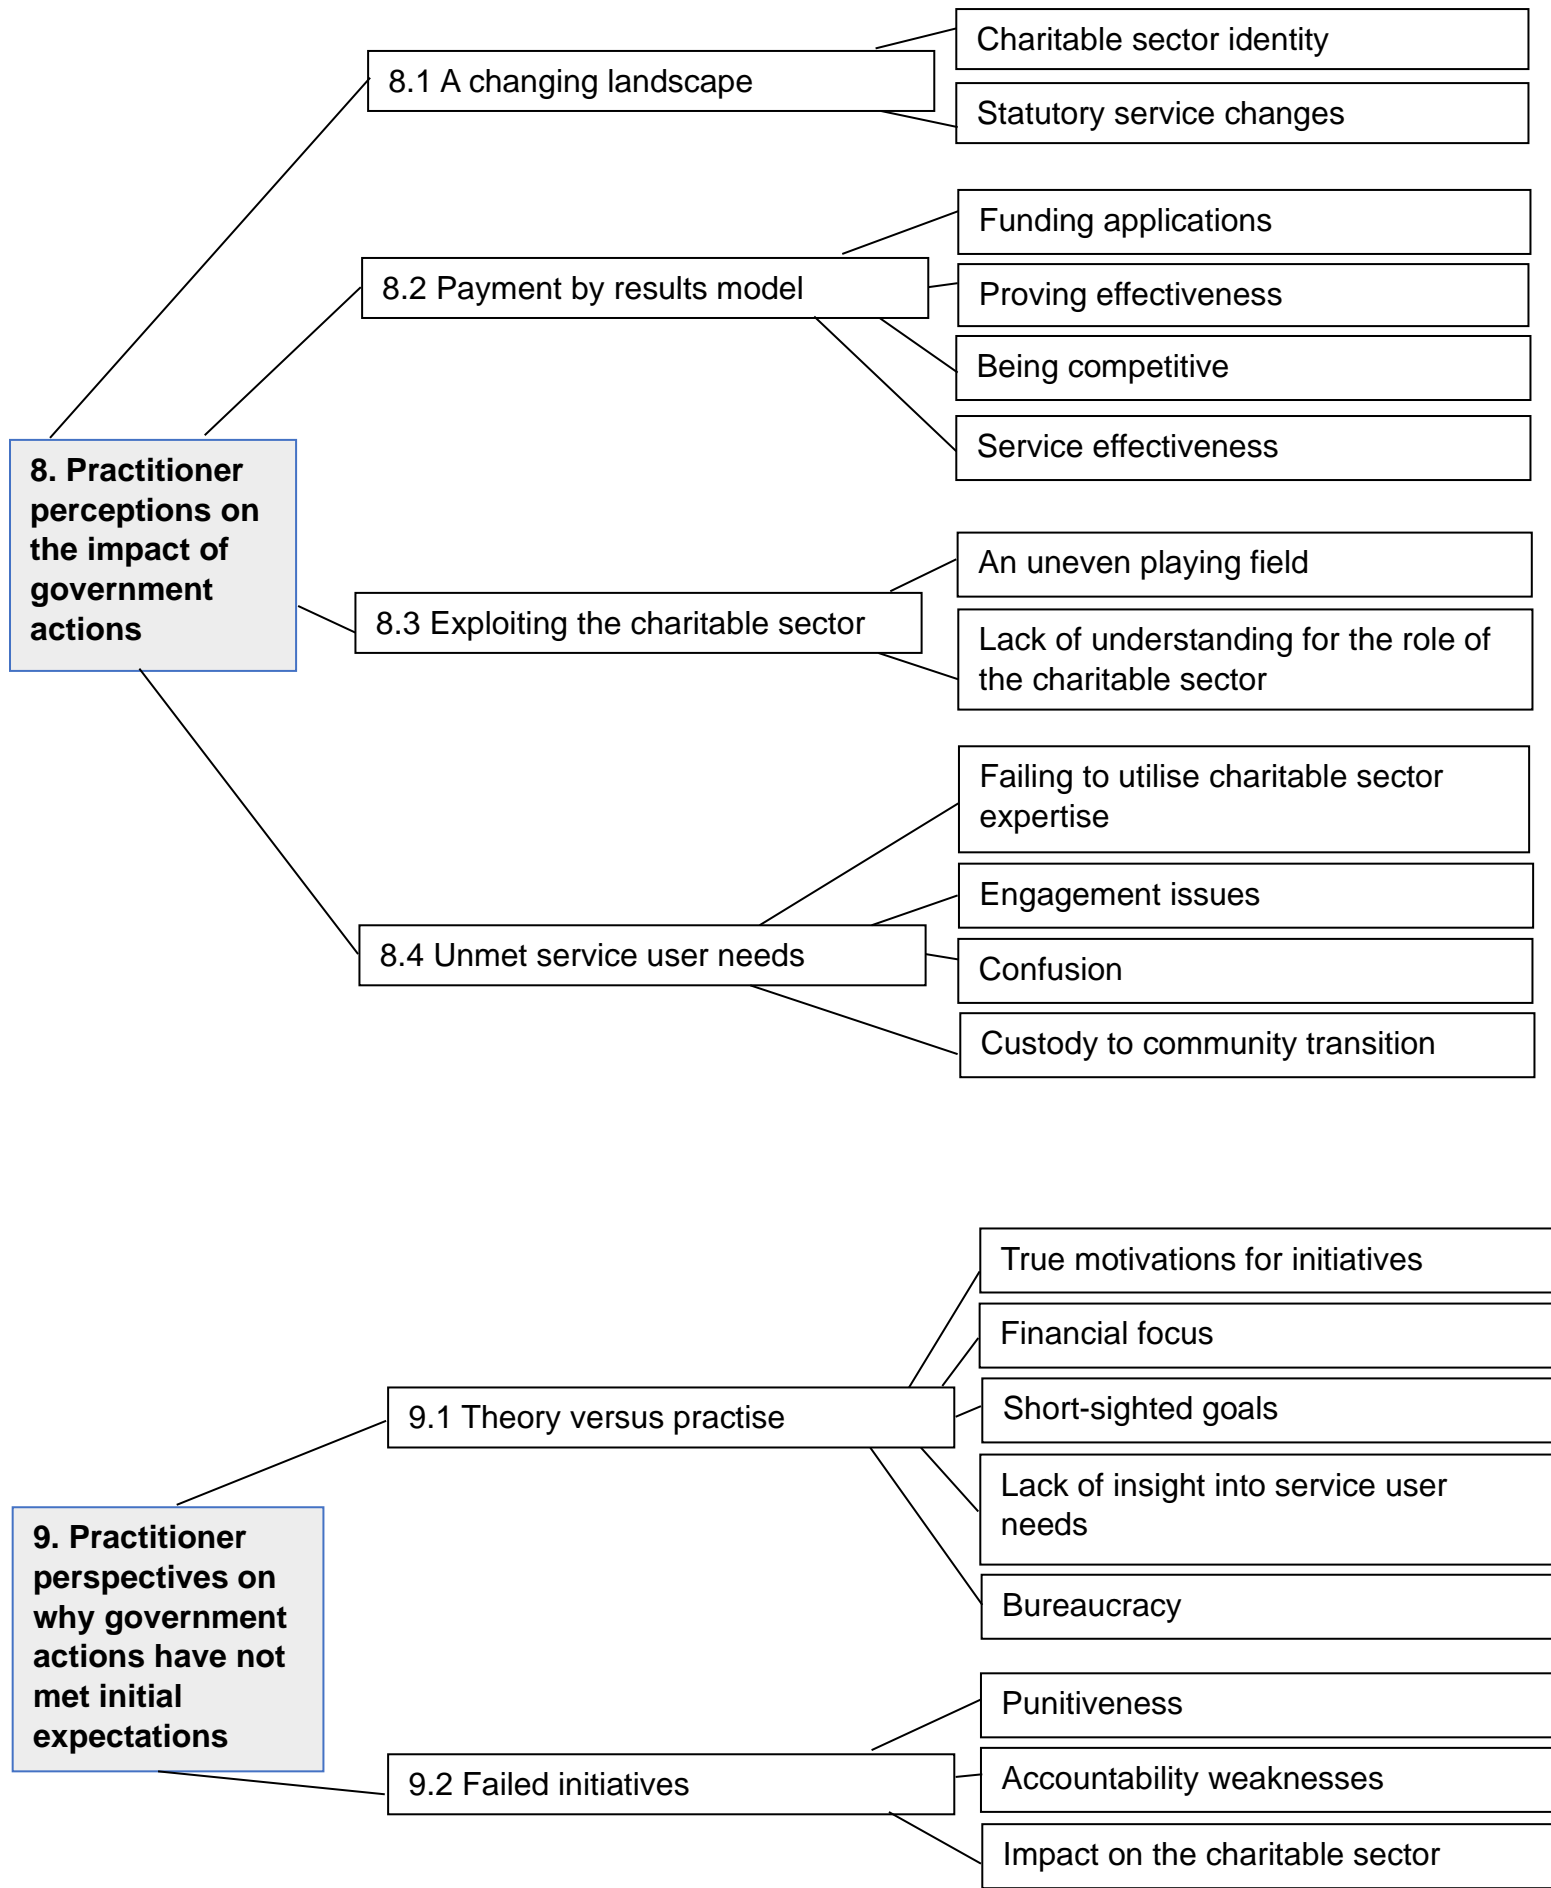 Charitable sector identity
8.1 A changing landscape
Statutory service changes
Funding applications
8.2 Payment by results model
Proving effectiveness
Being competitive
Service effectiveness
8. Practitioner
perceptions on
the impact of
government
actions
An uneven playing field
8.3 Exploiting the charitable sector
Lack of understanding for the role of
the charitable sector
Failing to utilise charitable sector
expertise
Engagement issues
8.4 Unmet service user needs
Confusion
Custody to community transition
True motivations for initiatives
Financial focus
9.1 Theory versus practise
Short-sighted goals
Lack of insight into service user
needs
Bureaucracy
9. Practitioner
perspectives on
why government
actions have not
met initial
expectations
Punitiveness
9.2 Failed initiatives
Accountability weaknesses
Impact on the charitable sector